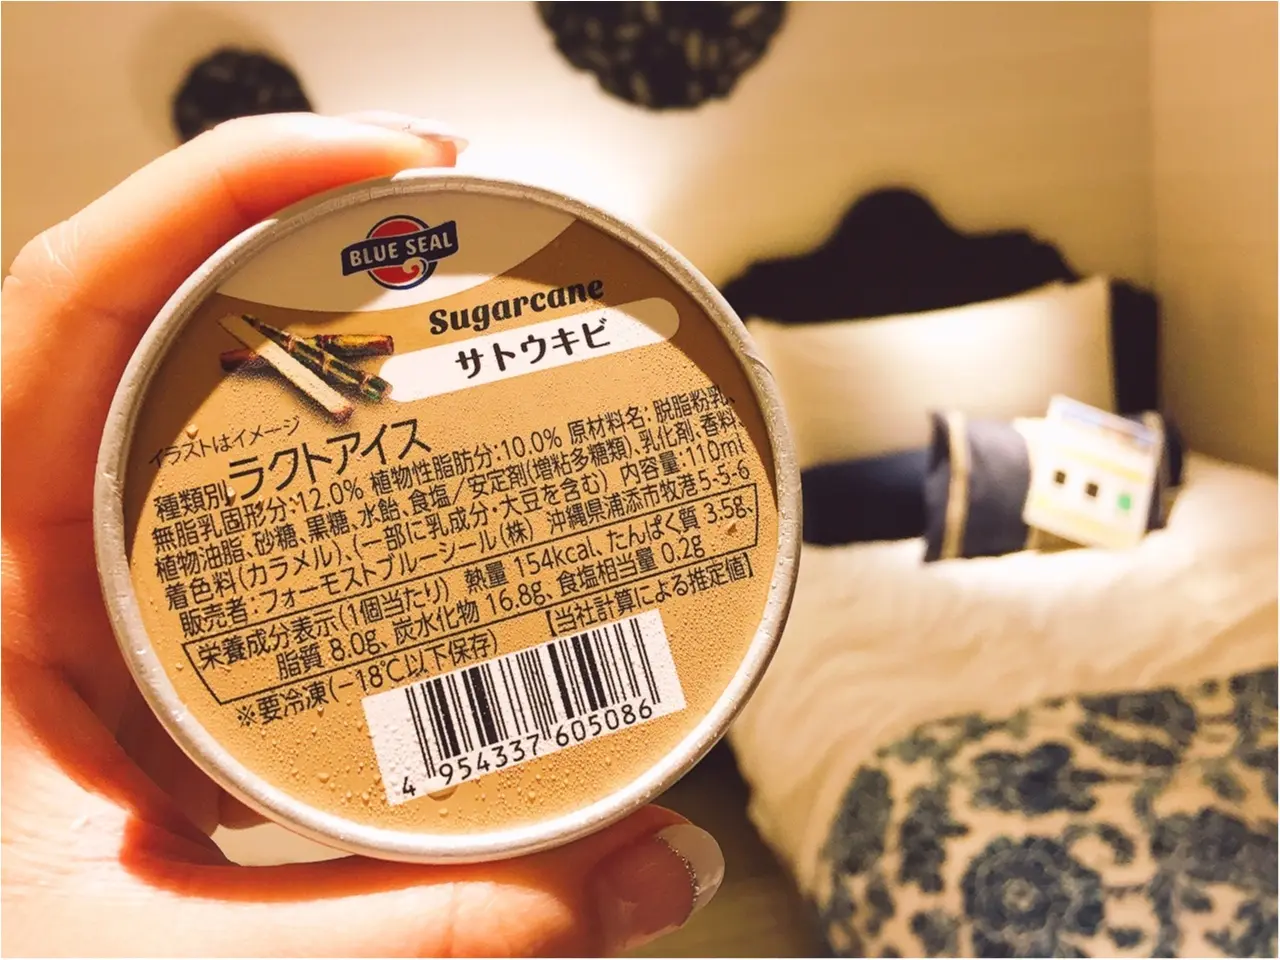 BLUE SEAL
Sugarcane
サトウキビ
イラストはイメージ
種類別 ラクトアイス
無脂乳固形分:12.0% 植物性脂肪分:10.0% 原材料名: 脱脂粉乳、
植物油脂、砂糖、黒糖、水飴、食塩／安定剤(増粘多糖類)、乳化剤、香料、
着色料(カラメル)、(一部に乳成分・大豆を含む) 内容量:110ml
販売者:フォーモストブルーシール(株) 沖縄県浦添市牧港5-5-6
栄養成分表示(1個当たり) 熱量 154kcal、たんぱく質 3.5g、
脂質 8.0g、炭水化物 16.8g、食塩相当量 0.2g
【当社計算による推定値】
※要冷凍(-18℃以下保存)
4 954337 605086